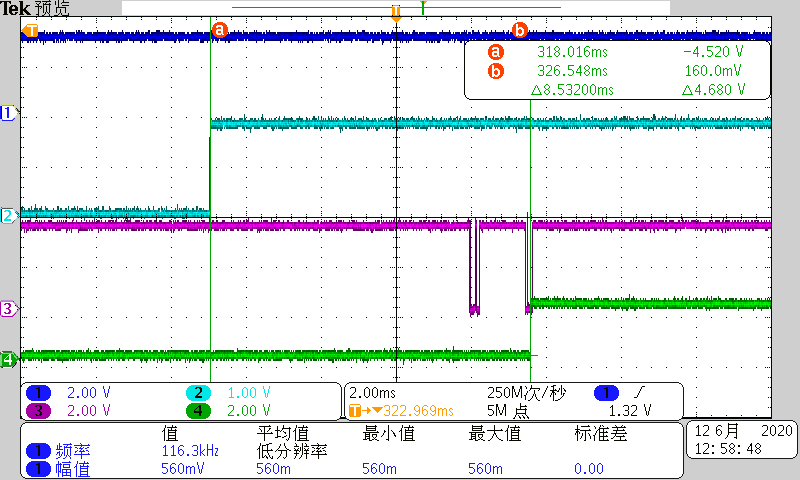 Tek 预览
T
T
a
b
a 318.016ms -4.520 V
b 326.548ms 160.0mV
△8.53200ms △4.680 V
1
2
3
4
1 2.00 V 2 1.00 V
3 2.00 V 4 2.00 V
2.00ms 250M次/秒 1
T→▼322.969ms 5M 点 1.32 V
值 平均值 最小值 最大值 标准差
1 频率 116.3kHz 低分辨率
1 幅值 560mV 560m 560m 560m 0.00
12 6月 2020
12:58:48